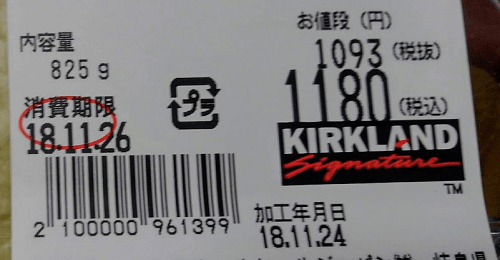 内容量
825g
消費期限
18.11.26
プラ
お値段(円)
1093(税抜)
1180(税込)
KIRKLAND
Signature
TM
2 100000 961399
加工年月日
18.11.24